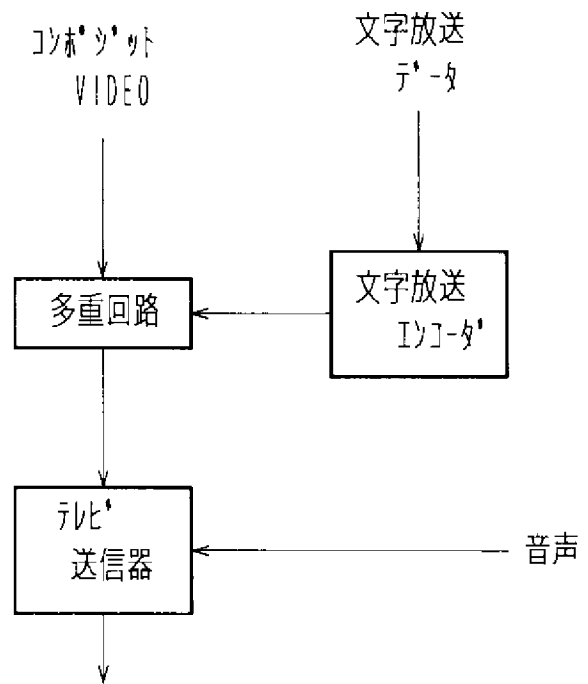 コンポジット
VIDEO
文字放送
データ
多重回路
文字放送
エンコーダ
テレビ
送信器
音声